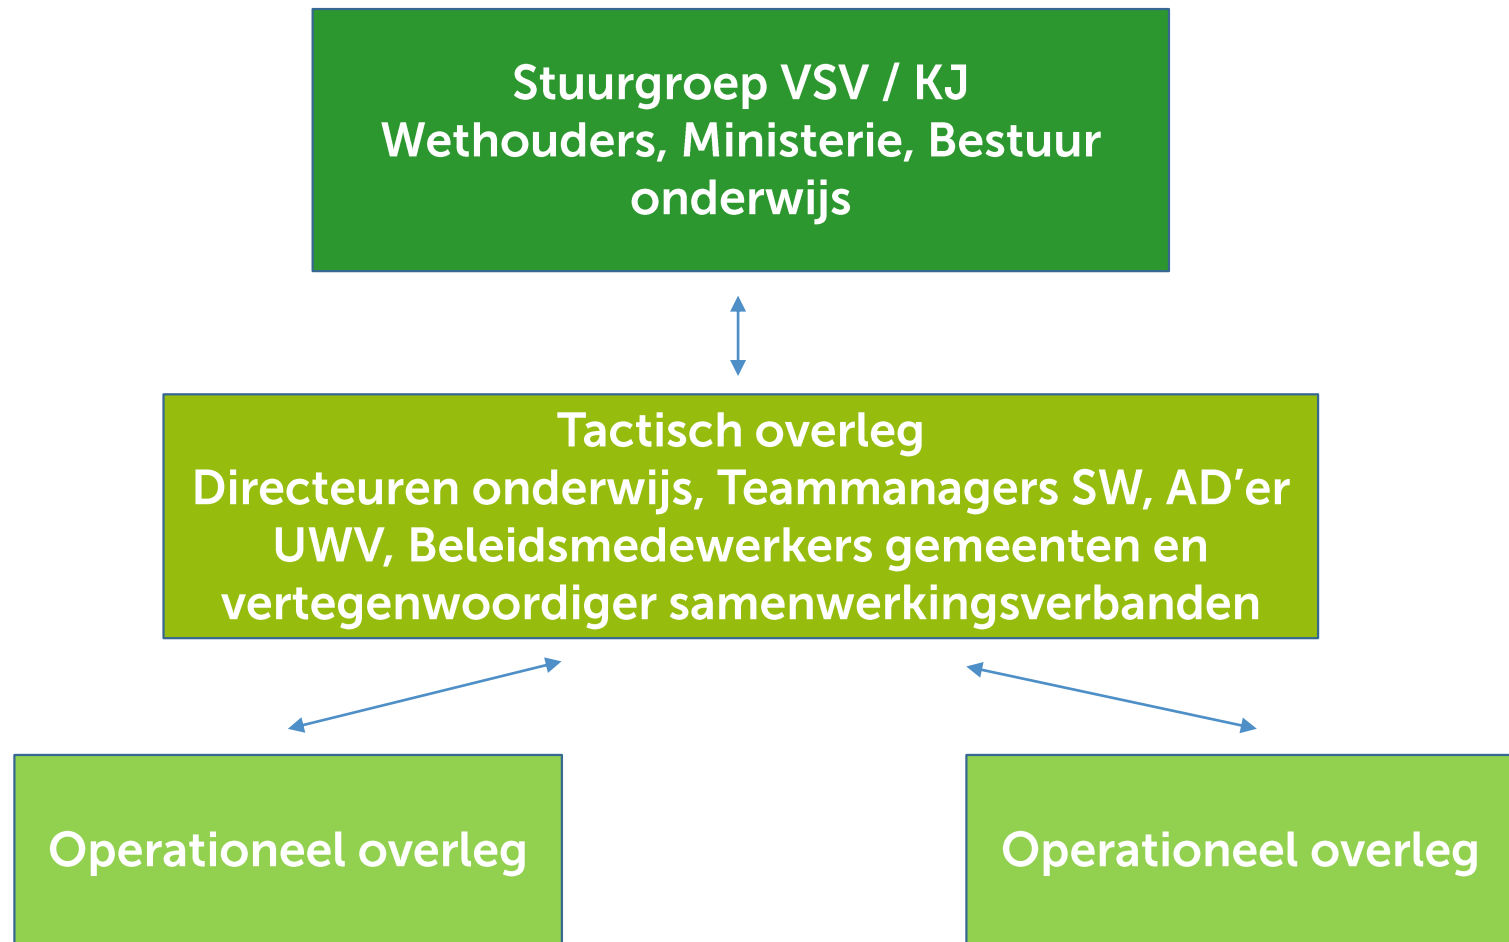 Stuurgroep VSV / KJ
Wethouders, Ministerie, Bestuur
onderwijs
Tactisch overleg
Directeuren onderwijs, Teammanagers SW, AD’er
UWV, Beleidsmedewerkers gemeenten en
vertegenwoordiger samenwerkingsverbanden
Operationeel overleg
Operationeel overleg